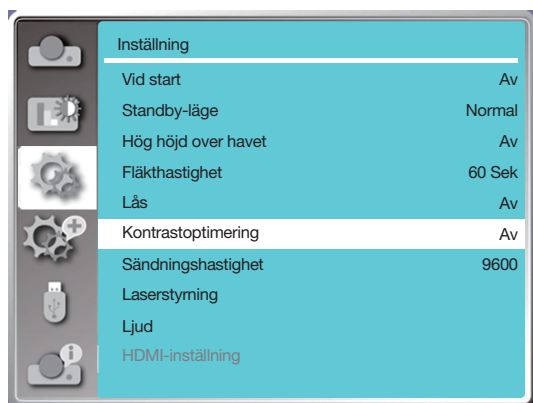 Inställning
Vid start Av
Standby-läge Normal
Hög höjd over havet Av
Fläkthastighet 60 Sek
Lås Av
Kontrastoptimering Av
Sändningshastighet 9600
Laserstyrning
Ljud
HDMI-inställning